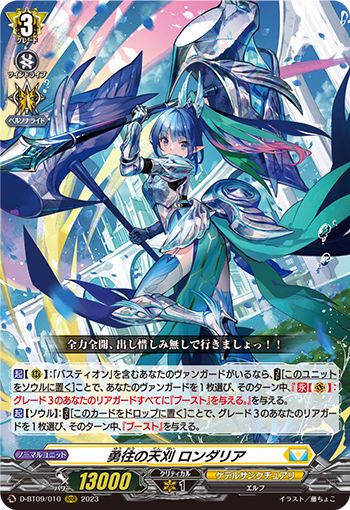 3
グレード
ツインドライブ
ペルソナライド
全力全開、出し惜しみ無しで行きましょっ!!
起【】:「バスティオン」を含むあなたのヴァンガードがいるなら、[このユニット
をソウルに置く]ことで、あなたのヴァンガードを1枚選び、そのターン中、『永【】:
グレード3のあなたのリアガードすべてに『ブースト』を与える。』を与える。
起【ソウル】:[このカードをドロップに置く]ことで、グレード3のあなたのリアガード
を1枚選び、そのターン中、『ブースト』を与える。
ノーマルユニット
勇往の天刈 ロンダリア
パワー 13000
クリティカル
1
ケテルサンクチュアリ
エルフ
D-BT09/010 RRR 2023
イラスト/藤ちょこ